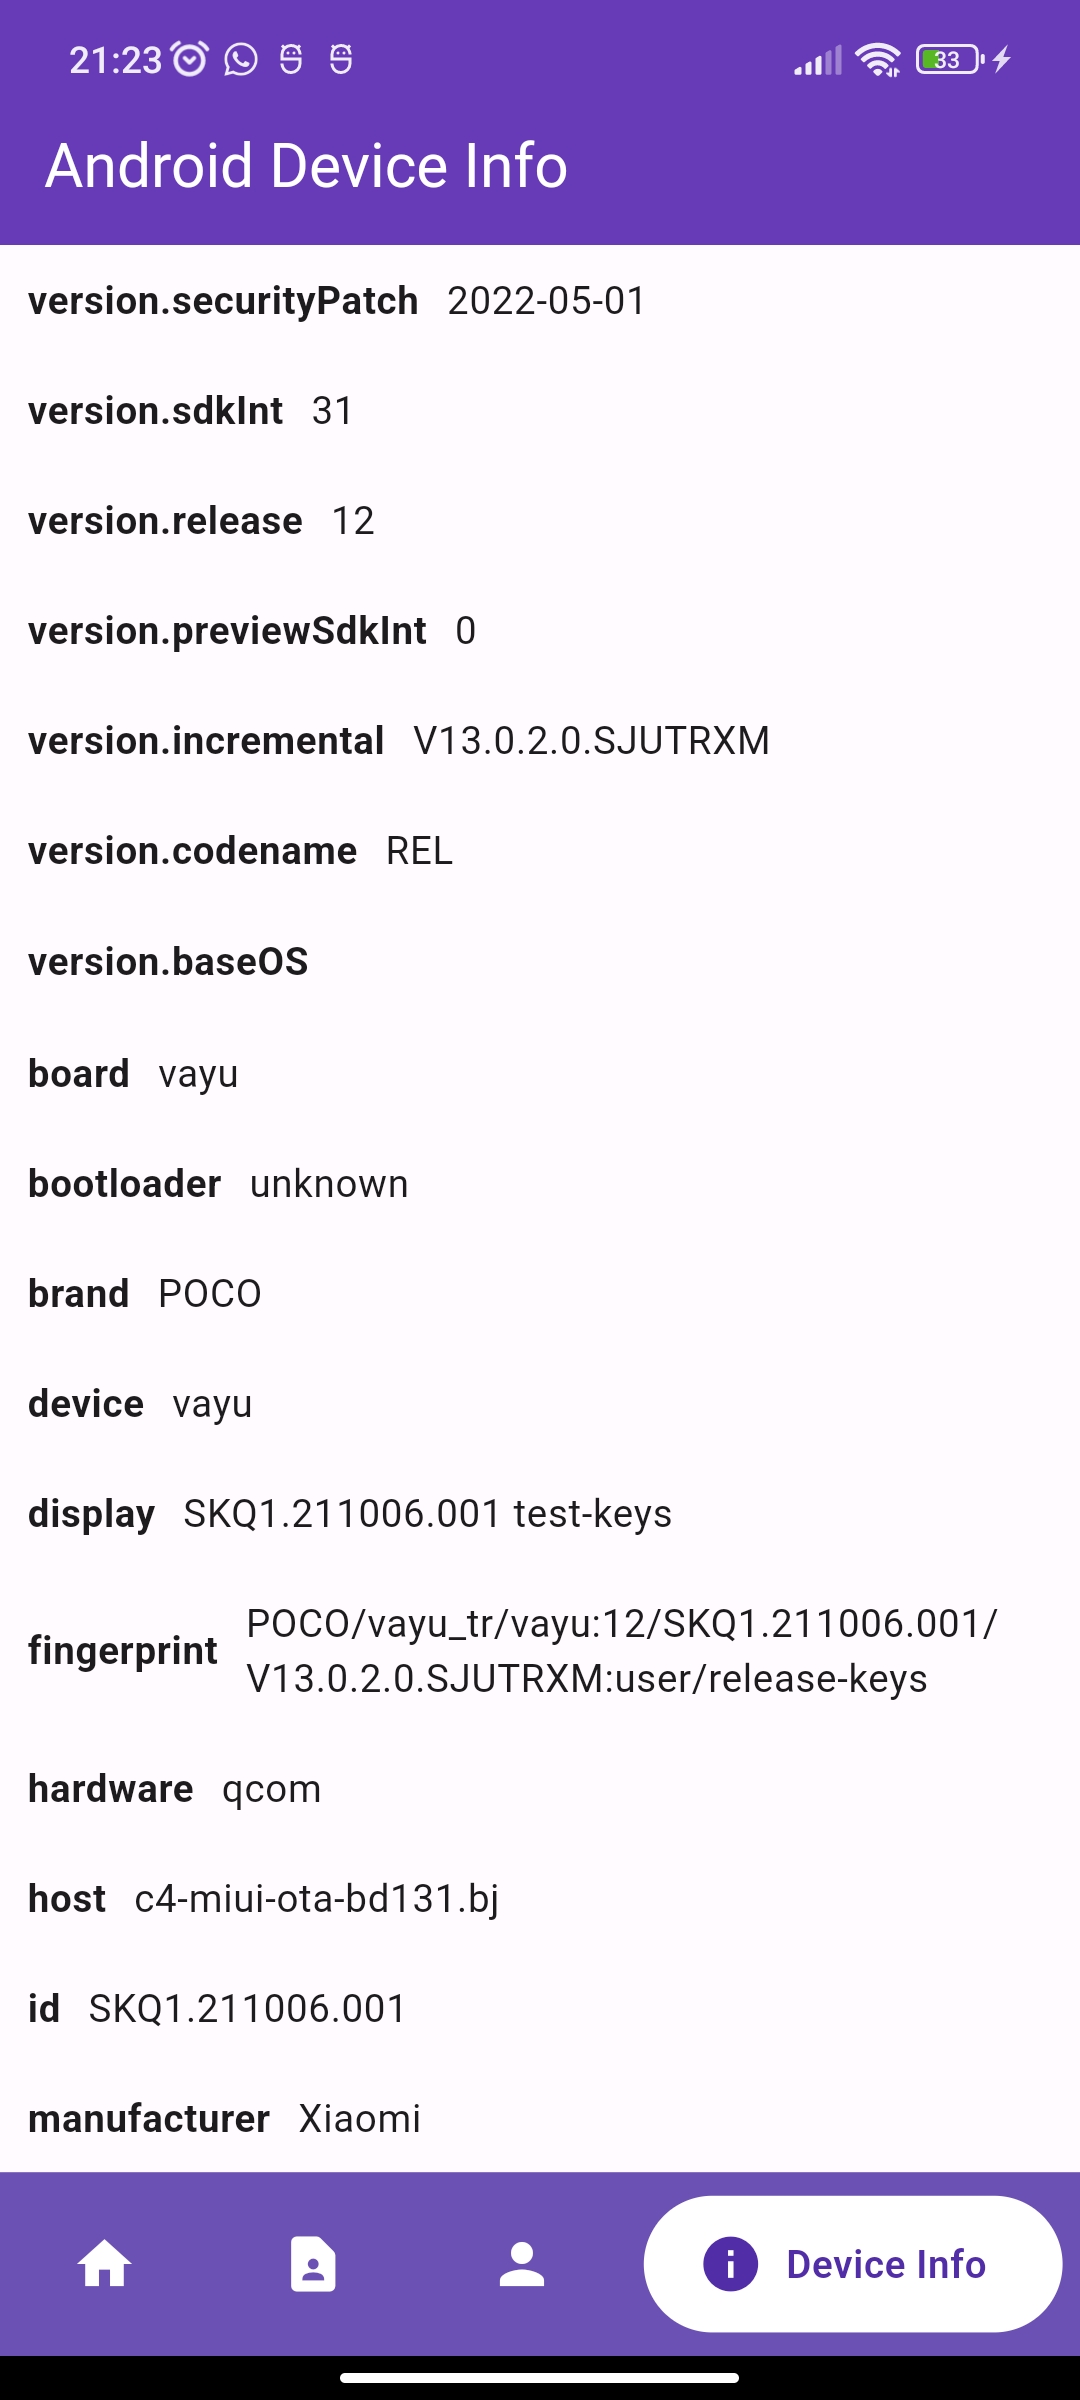 21:23
33
Android Device Info
version.securityPatch 2022-05-01
version.sdkInt 31
version.release 12
version.previewSdkInt 0
version.incremental V13.0.2.0.SJUTRXM
version.codename REL
version.baseOS
board vayu
bootloader unknown
brand POCO
device vayu
display SKQ1.211006.001 test-keys
fingerprint POCO/vayu_tr/vayu:12/SKQ1.211006.001/
V13.0.2.0.SJUTRXM:user/release-keys
hardware qcom
host c4-miui-ota-bd131.bj
id SKQ1.211006.001
manufacturer Xiaomi
Device Info